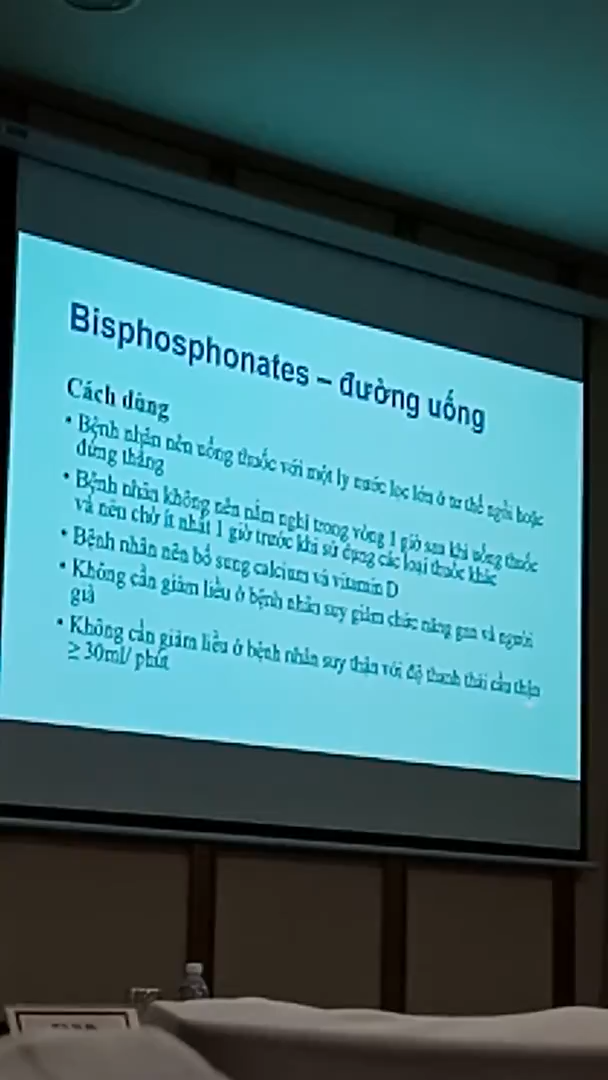 Bisphosphonates – đường uống
Cách dùng
• Bệnh nhân nên uống thuốc với một ly nước lọc lớn ở tư thế ngồi hoặc
đứng thẳng
• Bệnh nhân không nên nằm nghỉ trong vòng 1 giờ sau khi uống thuốc
và nên chờ ít nhất 1 giờ trước khi sử dụng các loại thuốc khác
• Bệnh nhân nên bổ sung calcium và vitamin D
• Không cần giảm liều ở bệnh nhân suy giảm chức năng gan và người
già
• Không cần giảm liều ở bệnh nhân suy thận với độ thanh thải cầu thận
≥ 30ml/ phút